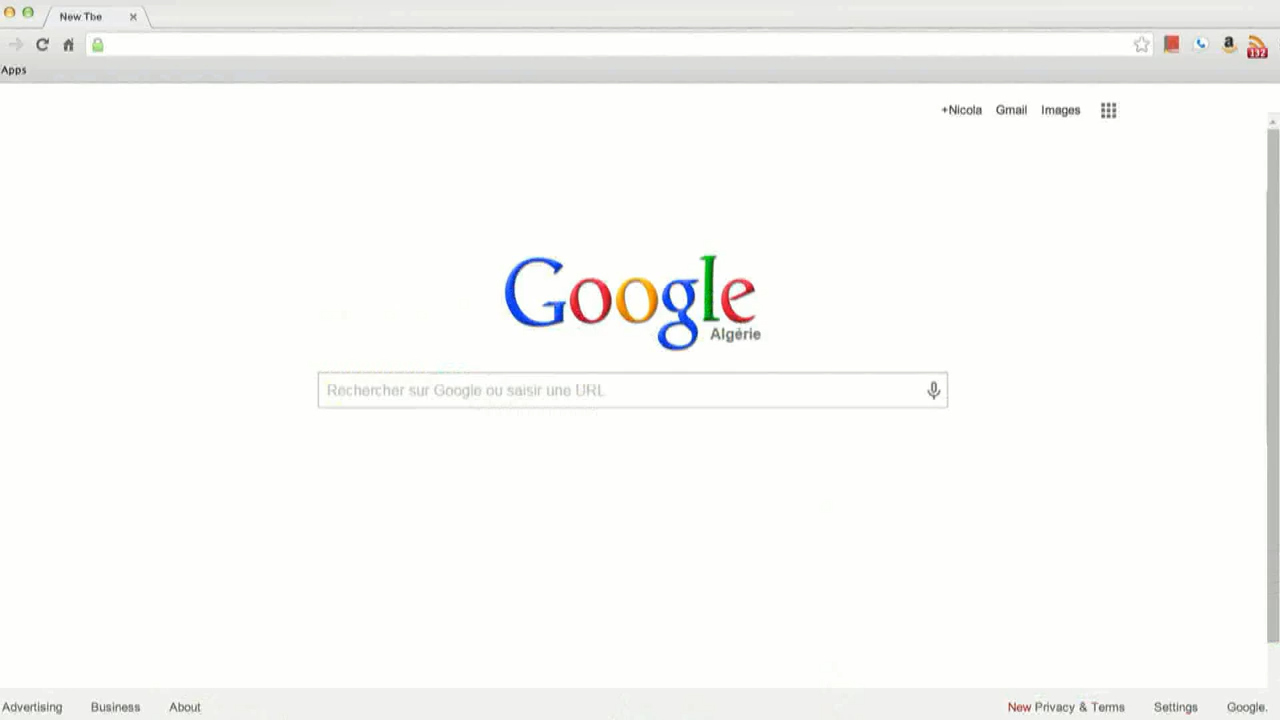 New Tbe
132
Apps
+Nicola Gmail Images
Google
Algérie
Rechercher sur Google ou saisir une URL
Advertising Business About New Privacy & Terms Settings Google.